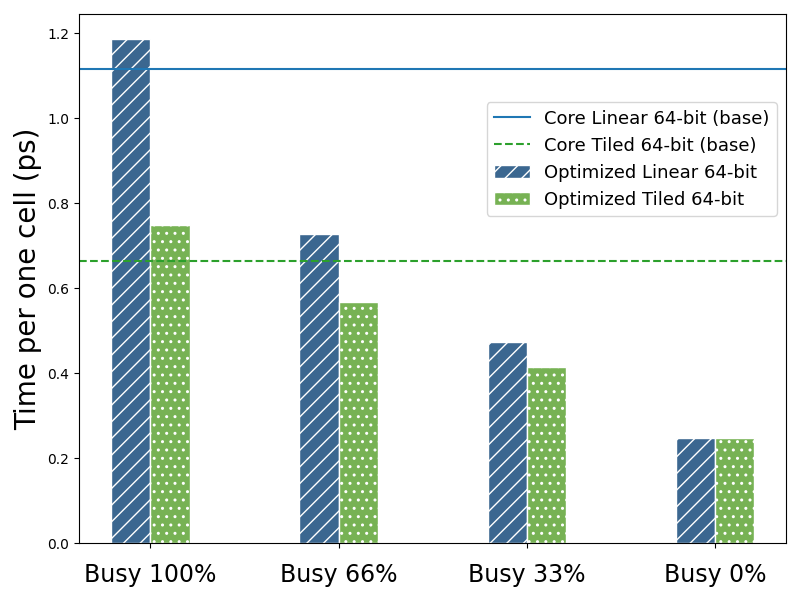 Time per one cell (ps)
1.2
1.0
0.8
0.6
0.4
0.2
0.0
Core Linear 64-bit (base)
Core Tiled 64-bit (base)
Optimized Linear 64-bit
Optimized Tiled 64-bit
Busy 100%
Busy 66%
Busy 33%
Busy 0%